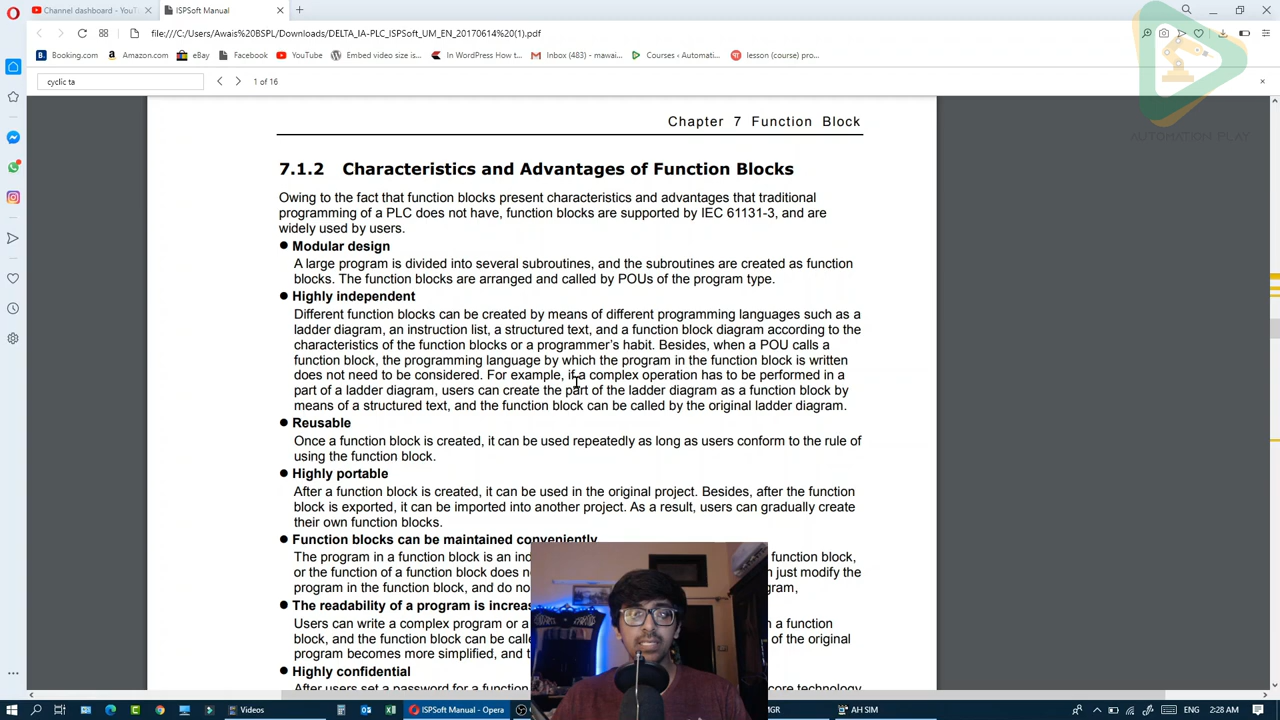 Channel dashboard - YouT
ISPSoft Manual
file:///C:/Users/Awais%20BSPL/Downloads/DELTA_IA-PLC_ISPSoft_UM_EN_20170614%20(1).pdf
Booking.com
Amazon.com
eBay
Facebook
YouTube
Embed video size is...
In WordPress How t...
Inbox (483) - mawai...
Courses ‹ Automati...
lesson (course) pro...
cyclic ta
1 of 16
AUTOMATION PLAY
Chapter 7 Function Block
7.1.2 Characteristics and Advantages of Function Blocks
Owing to the fact that function blocks present characteristics and advantages that traditional
programming of a PLC does not have, function blocks are supported by IEC 61131-3, and are
widely used by users.
● Modular design
A large program is divided into several subroutines, and the subroutines are created as function
blocks. The function blocks are arranged and called by POUs of the program type.
● Highly independent
Different function blocks can be created by means of different programming languages such as a
ladder diagram, an instruction list, a structured text, and a function block diagram according to the
characteristics of the function blocks or a programmer's habit. Besides, when a POU calls a
function block, the programming language by which the program in the function block is written
does not need to be considered. For example, if a complex operation has to be performed in a
part of a ladder diagram, users can create the part of the ladder diagram as a function block by
means of a structured text, and the function block can be called by the original ladder diagram.
● Reusable
Once a function block is created, it can be used repeatedly as long as users conform to the rule of
using the function block.
● Highly portable
After a function block is created, it can be used in the original project. Besides, after the function
block is exported, it can be imported into another project. As a result, users can gradually create
their own function blocks.
● Function blocks can be maintained conveniently
The program in a function block is an in function block,
or the function of a function block does n just modify the
program in the function block, and do no gram,
● The readability of a program is increas
Users can write a complex program or a n a function
block, and the function block can be calle of the original
program becomes more simplified, and t
● Highly confidential
After users set a password for a function core technology
Videos
ISPSoft Manual - Opera
MGR
AH SIM
ENG
2:28 AM